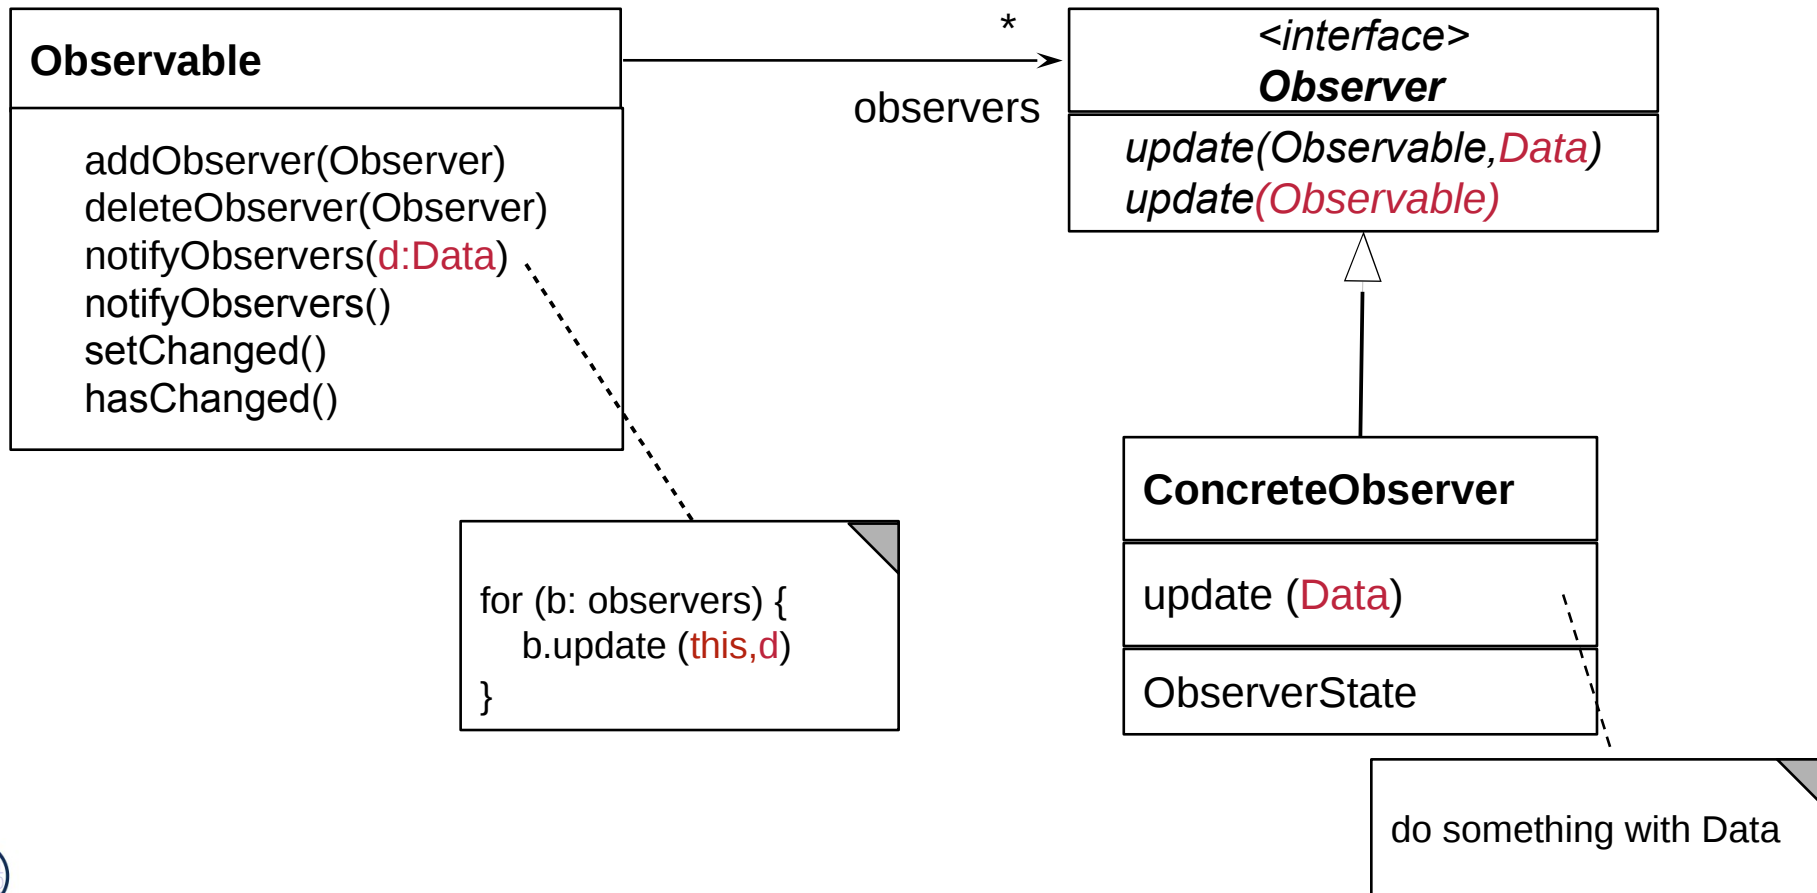 Observable
addObserver(Observer)
deleteObserver(Observer)
notifyObservers(d:Data)
notifyObservers()
setChanged()
hasChanged()
*
observers
<interface>
Observer
update(Observable,Data)
update(Observable)
for (b: observers) {
b.update (this,d)
}
ConcreteObserver
update (Data)
ObserverState
do something with Data